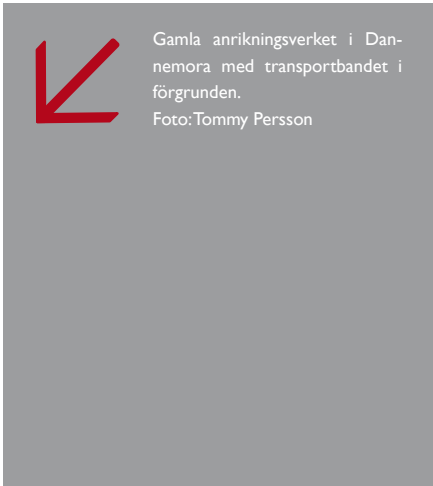 Gamla anrikningsverket i Dan-
nemora med transportbandet i
förgrunden.
Foto: Tommy Persson